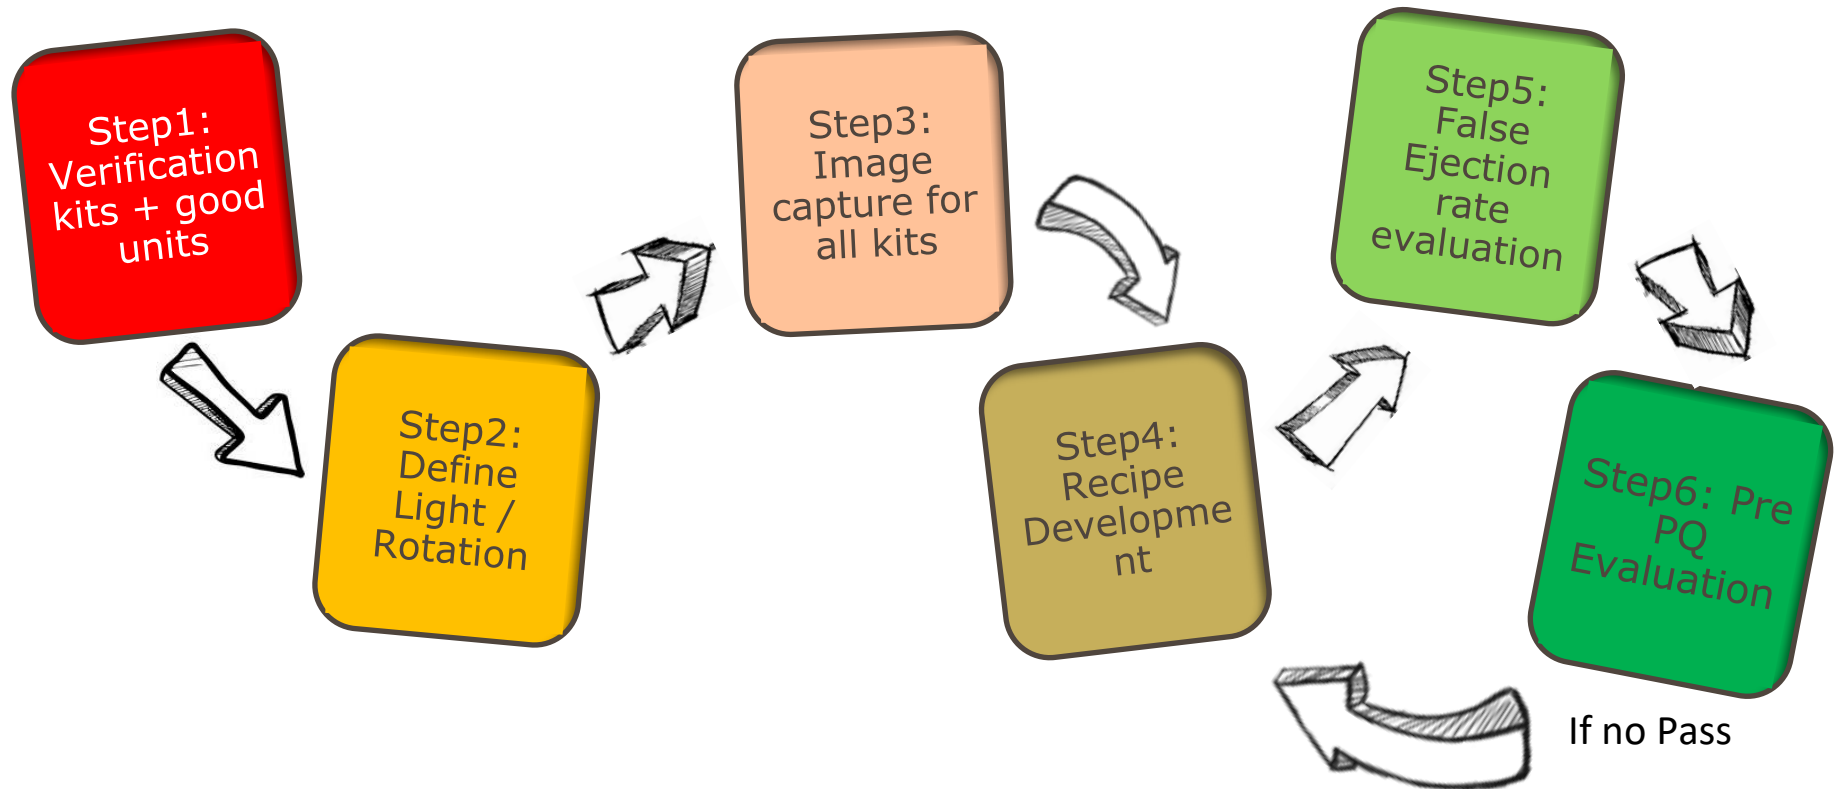 Step1:
Verification
kits + good
units
Step2:
Define
Light /
Rotation
Step3:
Image
capture for
all kits
Step4:
Recipe
Developme
nt
Step5:
False
Ejection
rate
evaluation
Step6: Pre
PQ
Evaluation
If no Pass